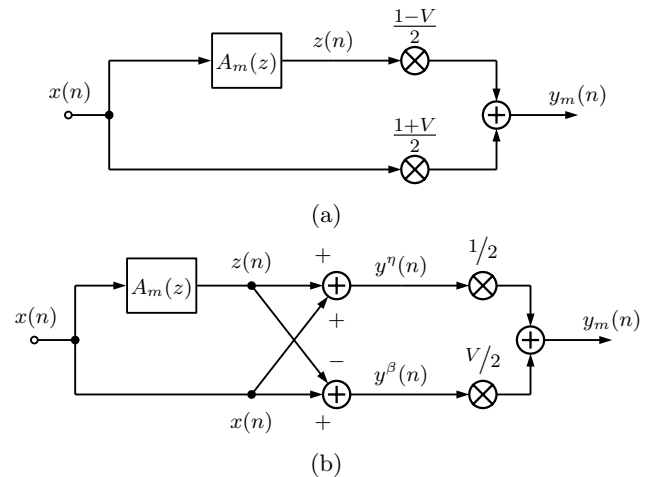 1−V/2
z(n)
A_m(z)
x(n)
y_m(n)
1+V/2
(a)
z(n)
+
y^η(n)
1/2
A_m(z)
x(n)
+
y_m(n)
−
y^β(n)
V/2
x(n)
+
(b)